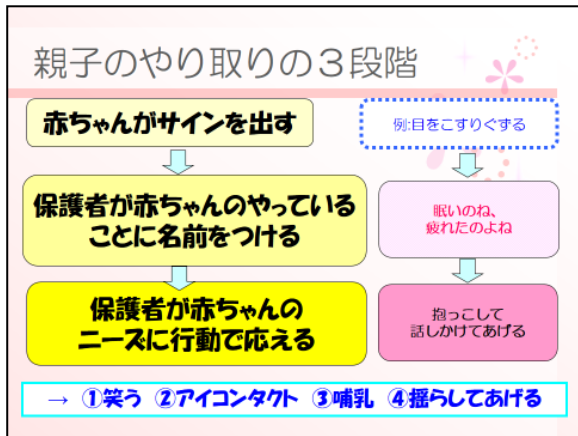 親子のやり取りの３段階
赤ちゃんがサインを出す
例:目をこすりぐずる
保護者が赤ちゃんのやっている
ことに名前をつける
眠いのね、
疲れたのよね
保護者が赤ちゃんの
ニーズに行動で応える
抱っこして
話しかけてあげる
→ ①笑う ②アイコンタクト ③哺乳 ④揺らしてあげる